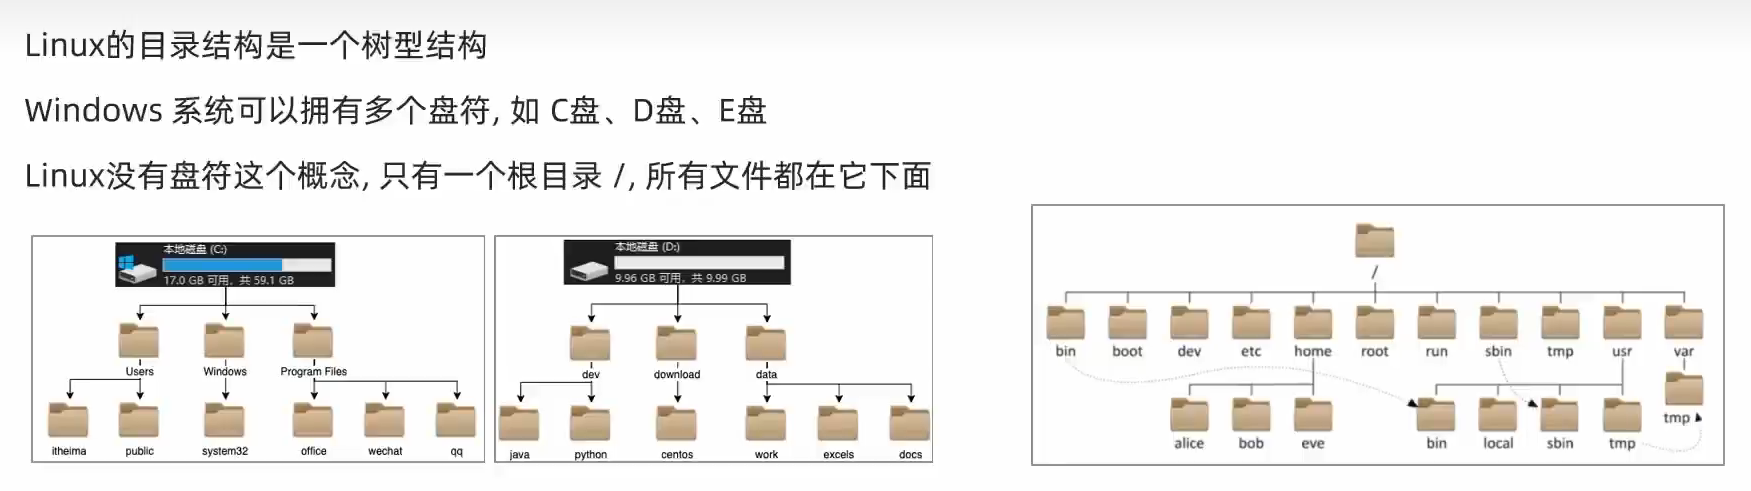 Linux的目录结构是一个树型结构
Windows 系统可以拥有多个盘符, 如 C盘、D盘、E盘
Linux没有盘符这个概念, 只有一个根目录 /, 所有文件都在它下面
本地磁盘 (C:)
17.0 GB 可用，共 59.1 GB
Users Windows Program Files
itheima public system32 office wechat qq
本地磁盘 (D:)
9.96 GB 可用，共 9.99 GB
dev download data
java python centos work excels docs
/
bin boot dev etc home root run sbin tmp usr var
tmp
alice bob eve bin local sbin tmp